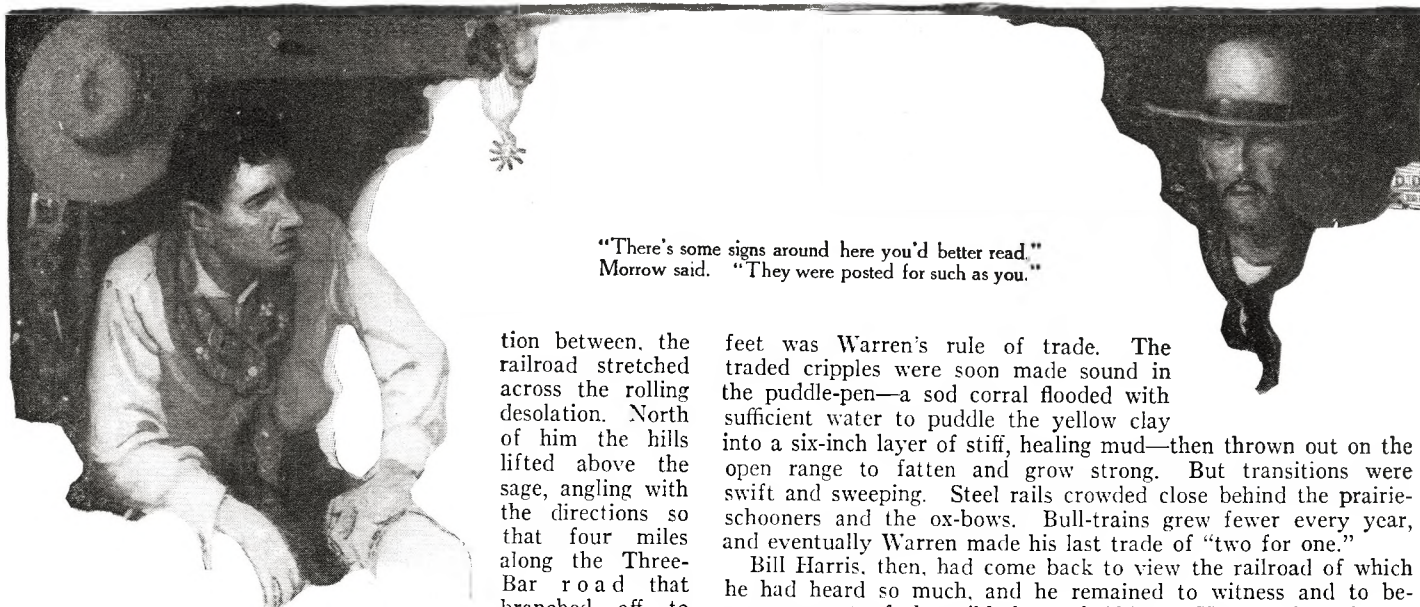 “There's some signs around here you'd better read,”
Morrow said. “They were posted for such as you.”
tion between, the
railroad stretched
across the rolling
desolation. North
of him the hills
lifted above the
sage, angling with
the directions so
that four miles
along the Three-
Bar road that
branched off to
feet was Warren's rule of trade. The
traded cripples were soon made sound in
the puddle-pen—a sod corral flooded with
sufficient water to puddle the yellow clay
into a six-inch layer of stiff, healing mud—then thrown out on the
open range to fatten and grow strong. But transitions were
swift and sweeping. Steel rails crowded close behind the prairie-
schooners and the ox-bows. Bull-trains grew fewer every year,
and eventually Warren made his last trade of “two for one.”
Bill Harris, then, had come back to view the railroad of which
he had heard so much, and he remained to witness and to be-